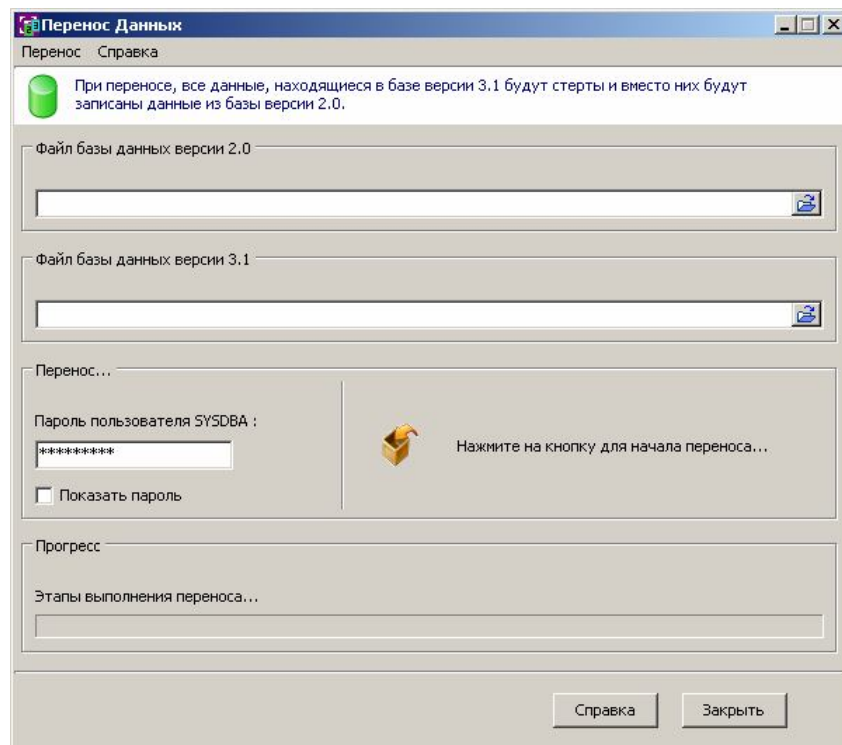 Перенос Данных
Перенос Справка
При переносе, все данные, находящиеся в базе версии 3.1 будут стерты и вместо них будут
записаны данные из базы версии 2.0.
Файл базы данных версии 2.0
Файл базы данных версии 3.1
Перенос...
Пароль пользователя SYSDBA :
*********
Показать пароль
Нажмите на кнопку для начала переноса...
Прогресс
Этапы выполнения переноса...
Справка Закрыть